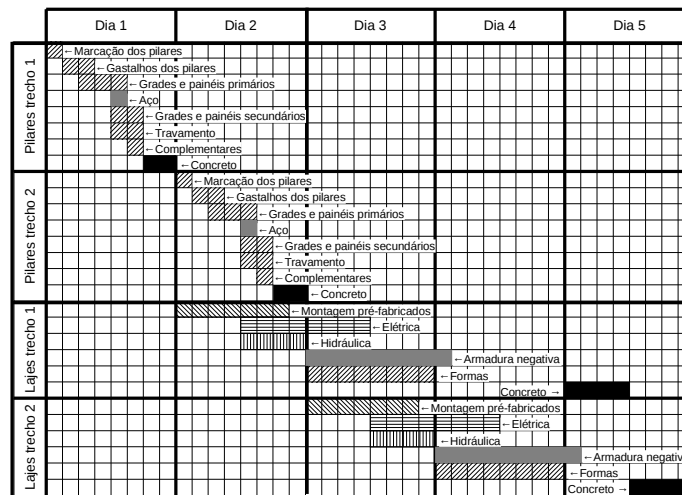 Dia 1 Dia 2 Dia 3 Dia 4 Dia 5
Pilares trecho 1
←Marcação dos pilares
←Gastalhos dos pilares
←Grades e painéis primários
←Aço
←Grades e painéis secundários
←Travamento
←Complementares
←Concreto
Pilares trecho 2
←Marcação dos pilares
←Gastalhos dos pilares
←Grades e painéis primários
←Aço
←Grades e painéis secundários
←Travamento
←Complementares
←Concreto
Lajes trecho 1
←Montagem pré-fabricados
←Elétrica
←Hidráulica
←Armadura negativa
←Formas
Concreto →
Lajes trecho 2
←Montagem pré-fabricados
←Elétrica
←Hidráulica
←Armadura negativa
←Formas
Concreto →